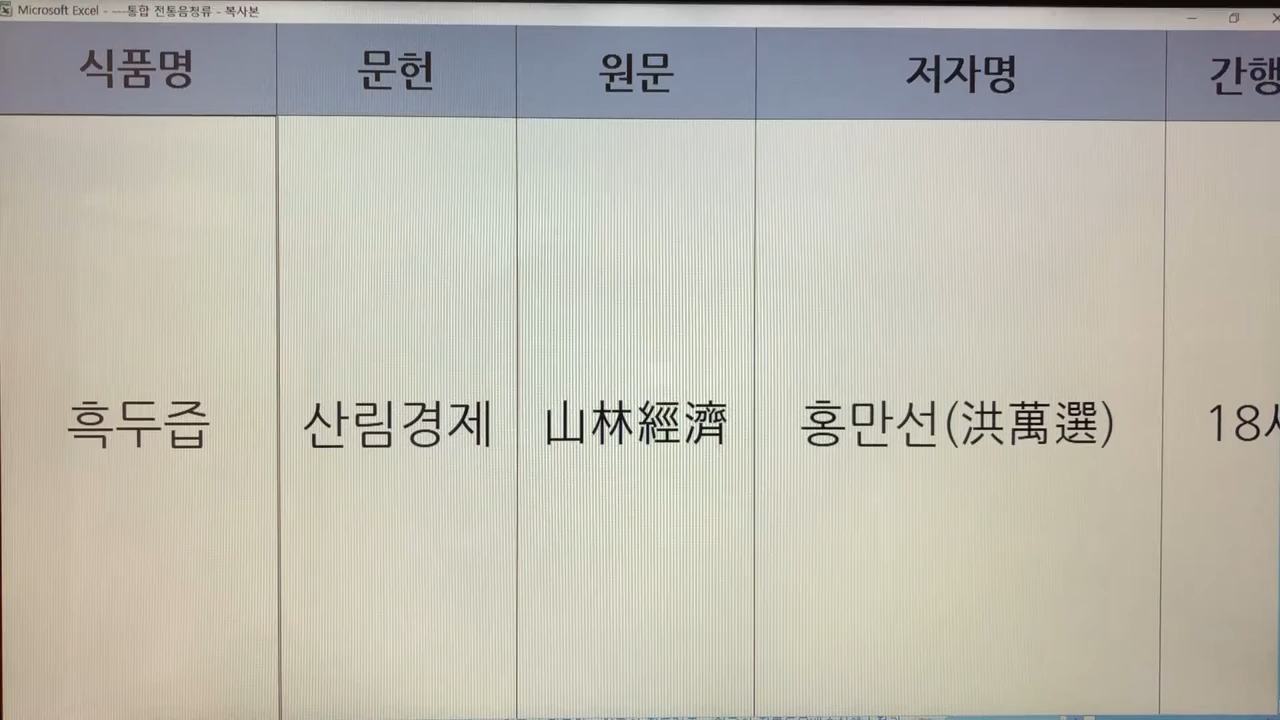 Microsoft Excel - ----통합 전통음청류 - 복사본
식품명 문헌 원문 저자명 간행
흑두즙 산림경제 山林經濟 홍만선(洪萬選) 18